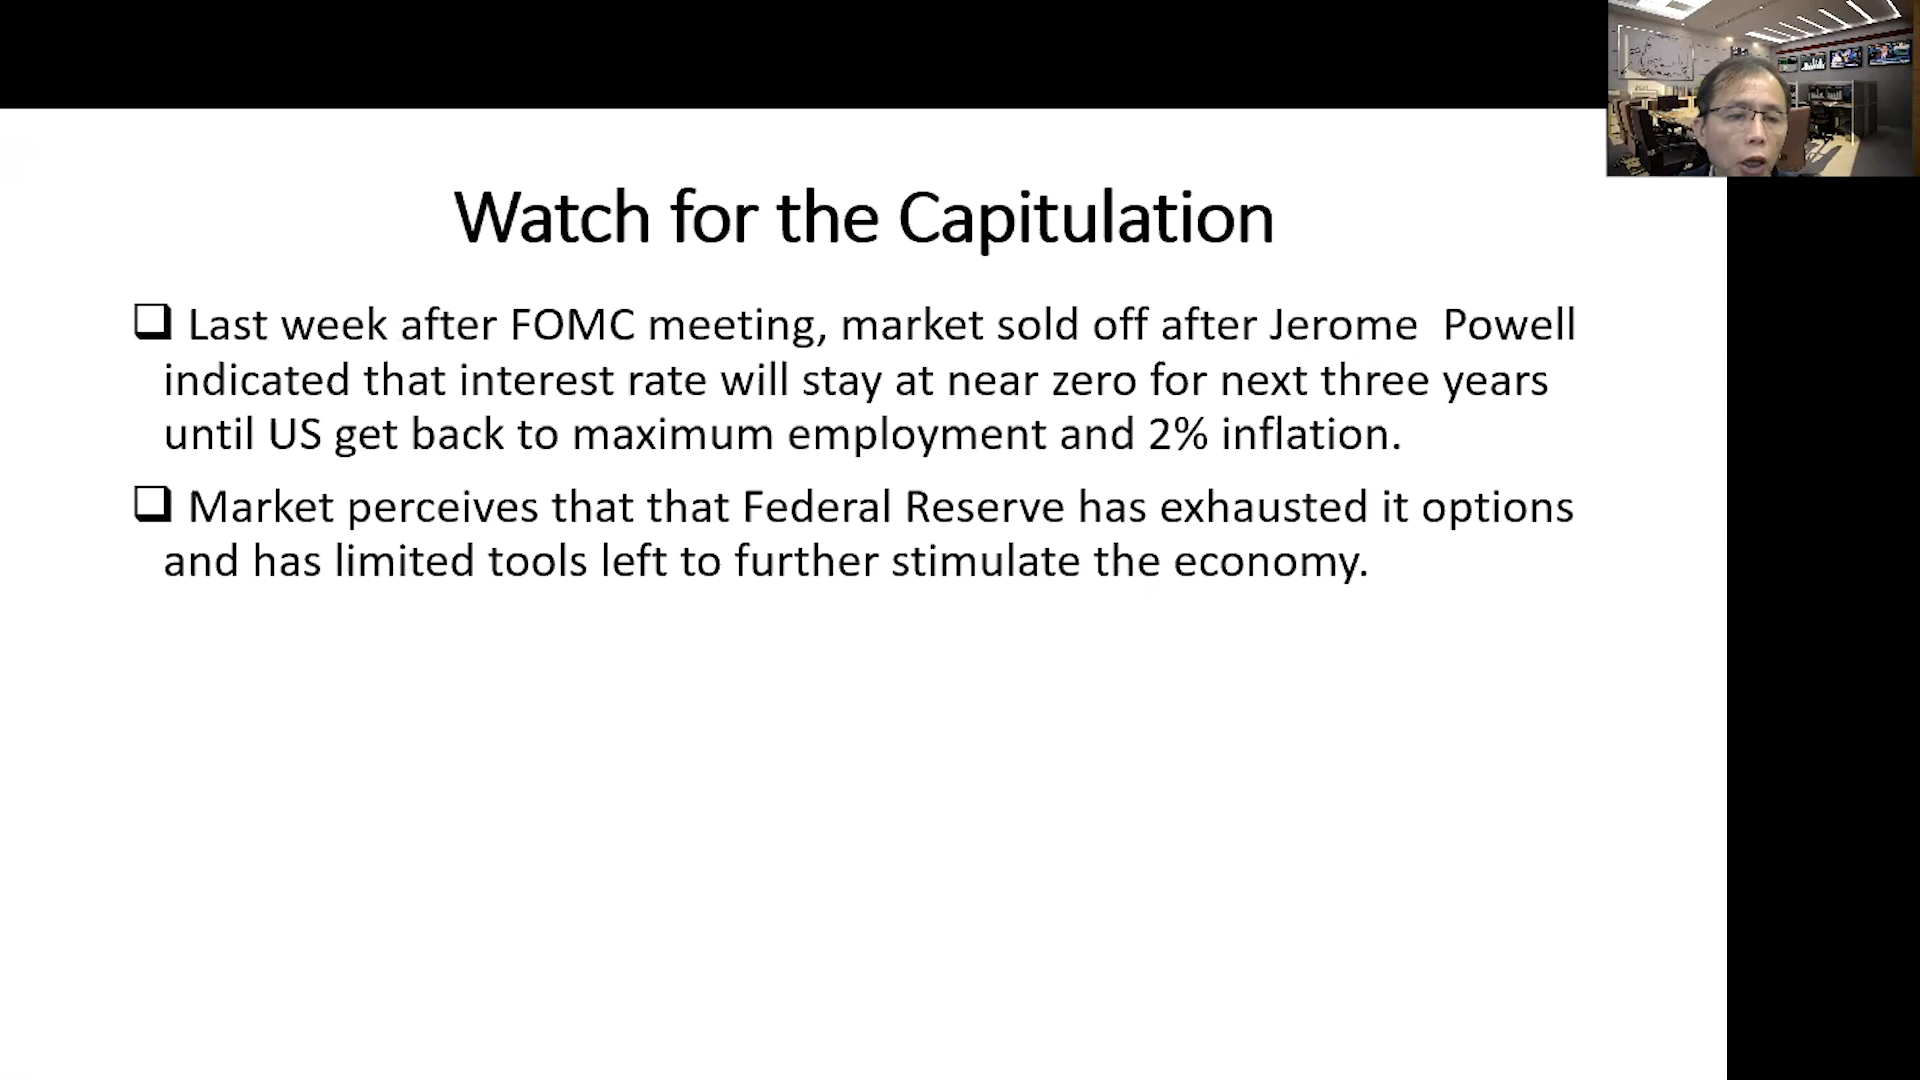 Watch for the Capitulation
❑ Last week after FOMC meeting, market sold off after Jerome  Powell
indicated that interest rate will stay at near zero for next three years
until US get back to maximum employment and 2% inflation.
❑ Market perceives that that Federal Reserve has exhausted it options
and has limited tools left to further stimulate the economy.